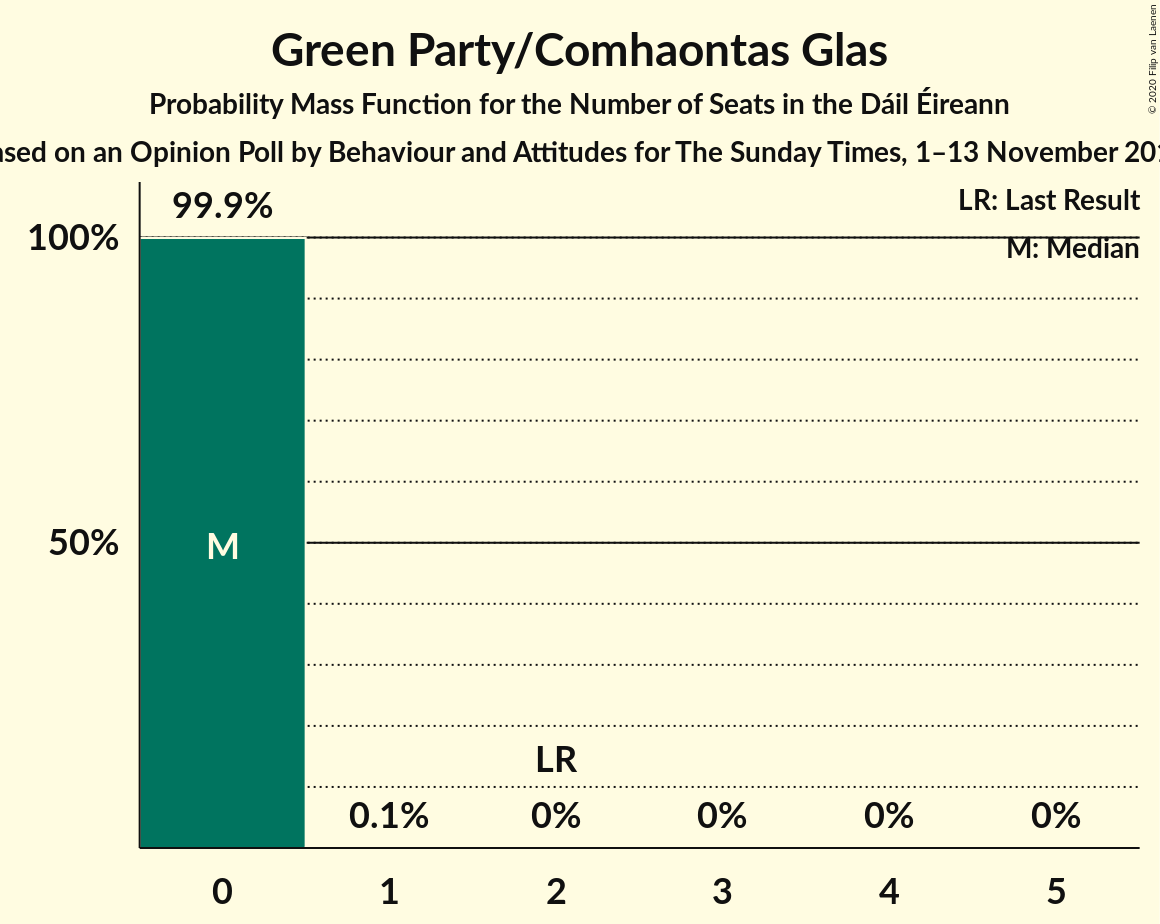 Green Party/Comhaontas Glas
Probability Mass Function for the Number of Seats in the Dáil Éireann
on an Opinion Poll by Behaviour and Attitudes for The Sunday Times, 1–13 November
© 2020 Filip van Laenen
LR: Last Result
M: Median
99.9%
100%
50%
M
LR
0.1% 0% 0% 0% 0%
0 1 2 3 4 5